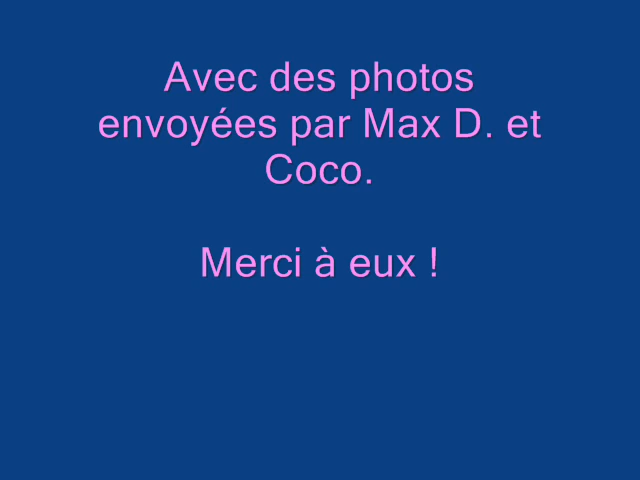 Avec des photos
envoyées par Max D. et
Coco.
Merci à eux !